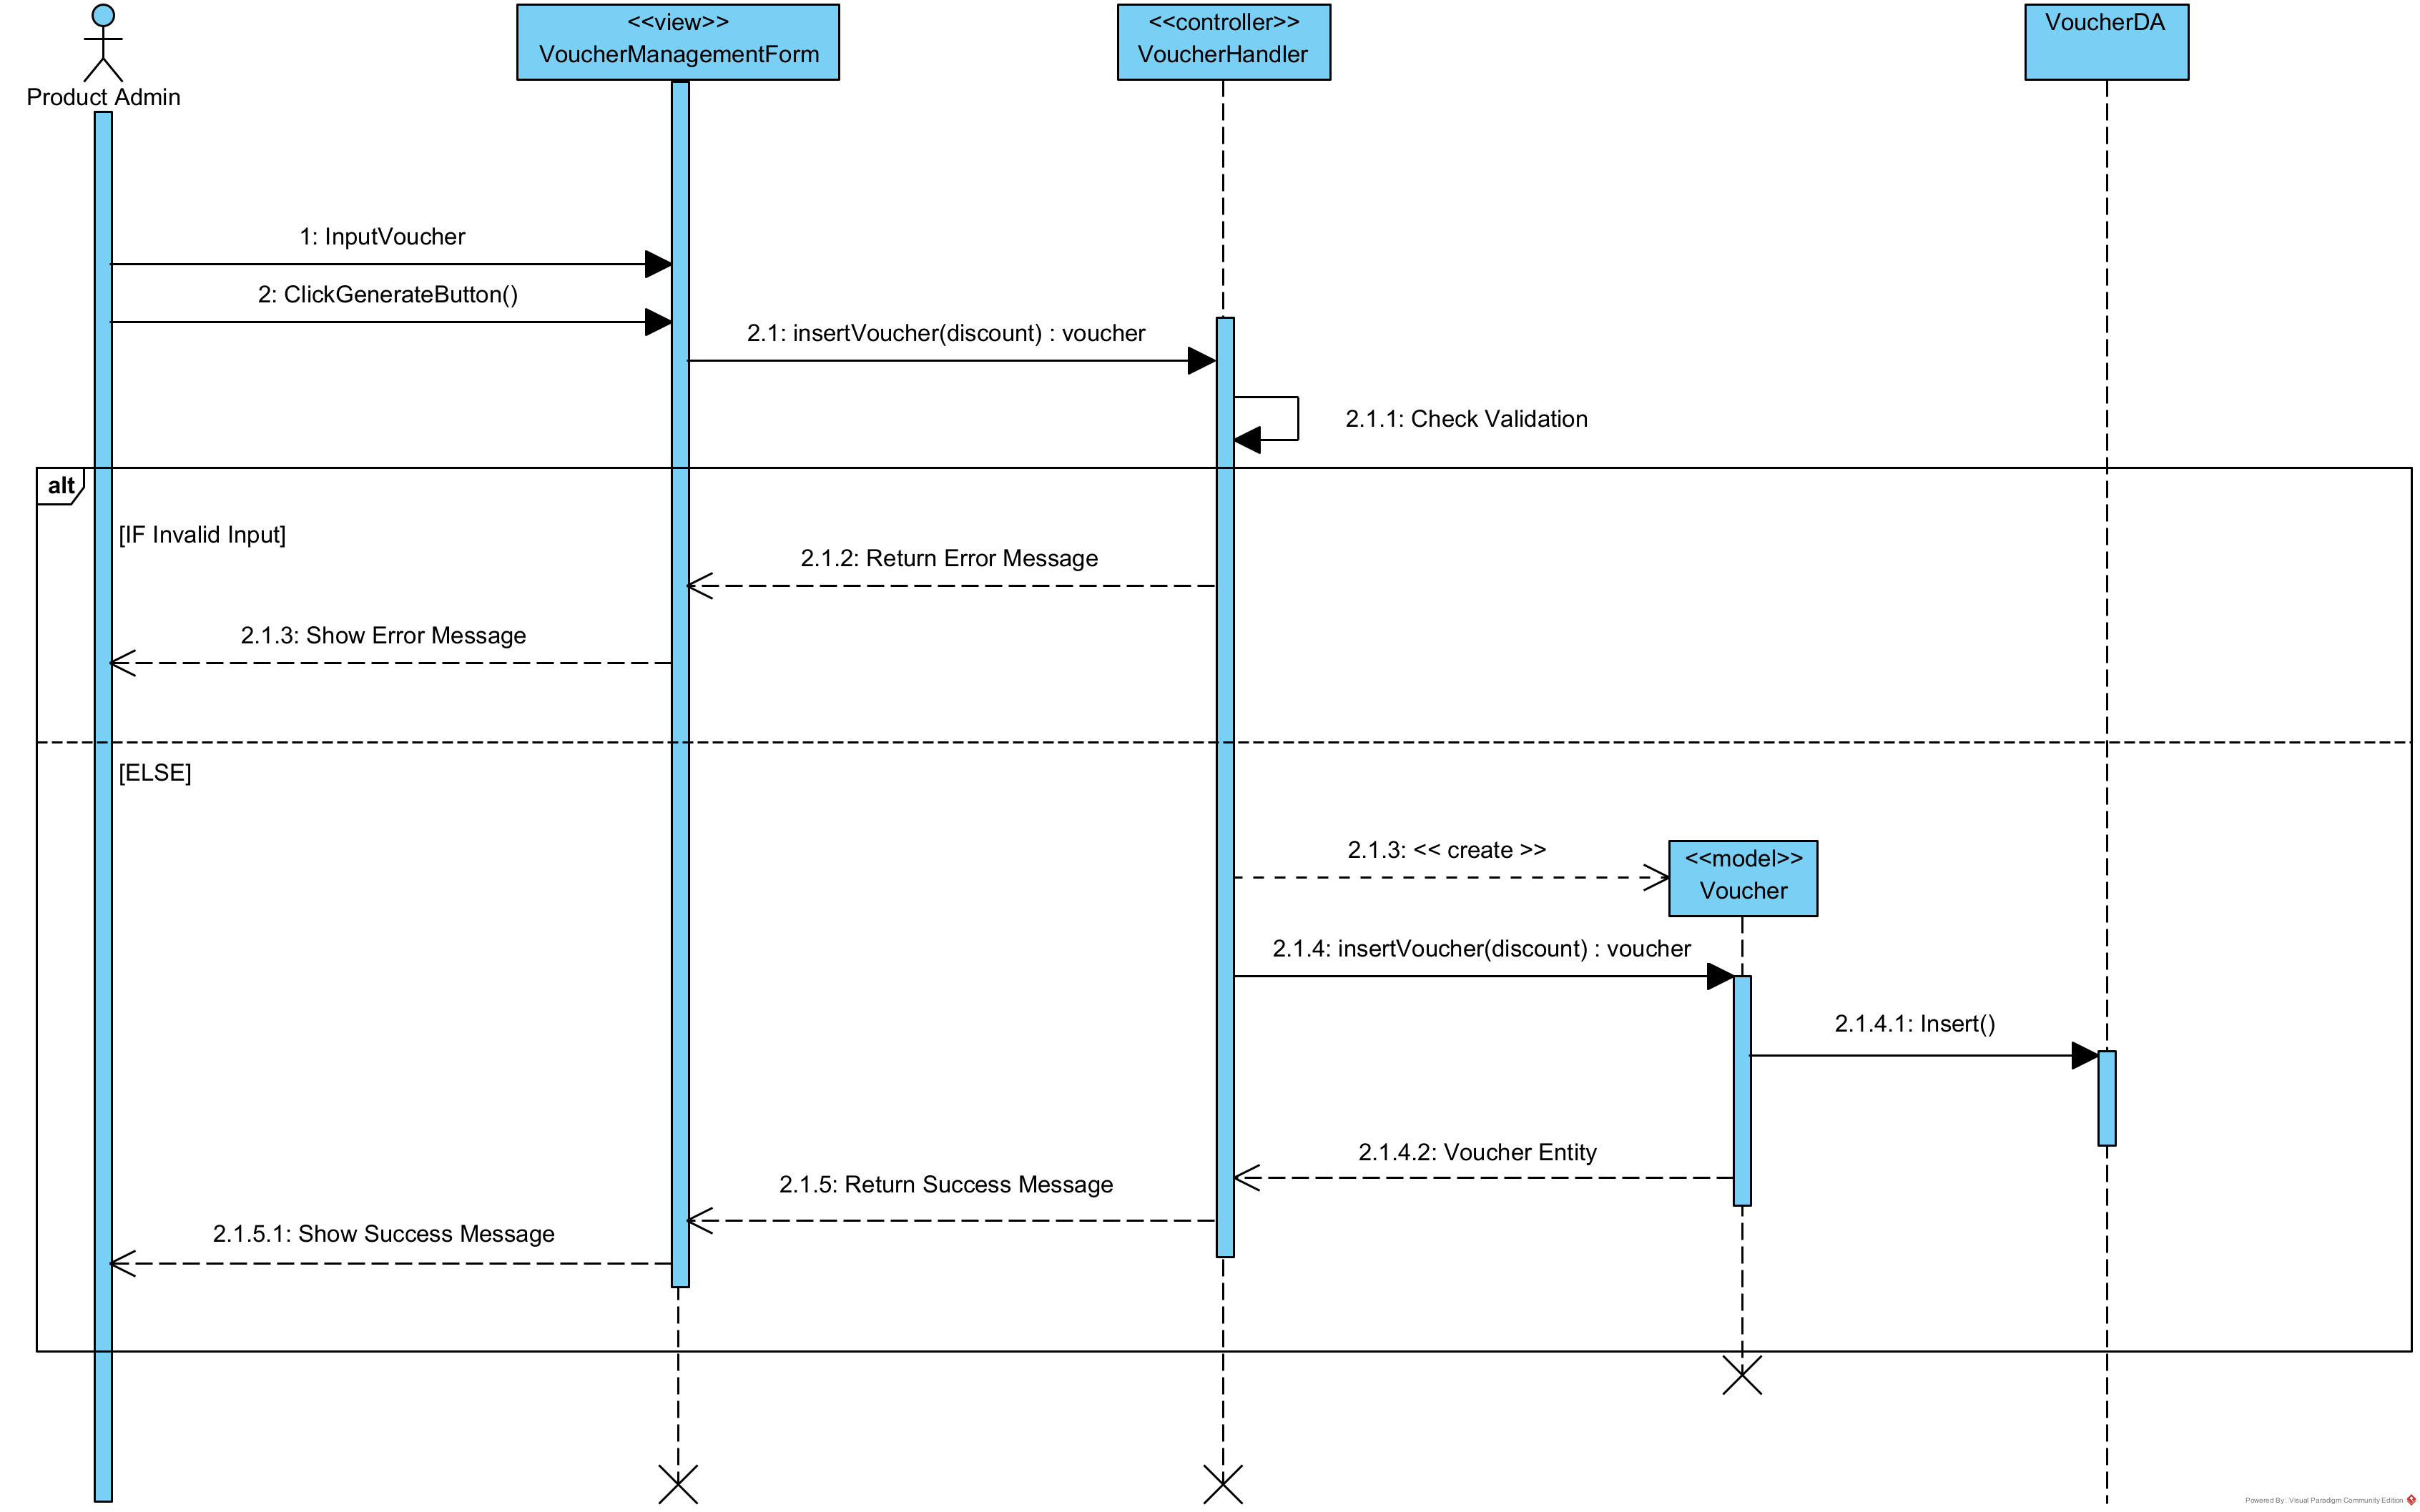 <<view>>
VoucherManagementForm
<<controller>>
VoucherHandler
VoucherDA
Product Admin
1: InputVoucher
2: ClickGenerateButton()
2.1: insertVoucher(discount) : voucher
2.1.1: Check Validation
alt
[IF Invalid Input]
2.1.2: Return Error Message
2.1.3: Show Error Message
[ELSE]
2.1.3: << create >>
<<model>>
Voucher
2.1.4: insertVoucher(discount) : voucher
2.1.4.1: Insert()
2.1.4.2: Voucher Entity
2.1.5: Return Success Message
2.1.5.1: Show Success Message
Powered By: Visual Paradigm Community Edition